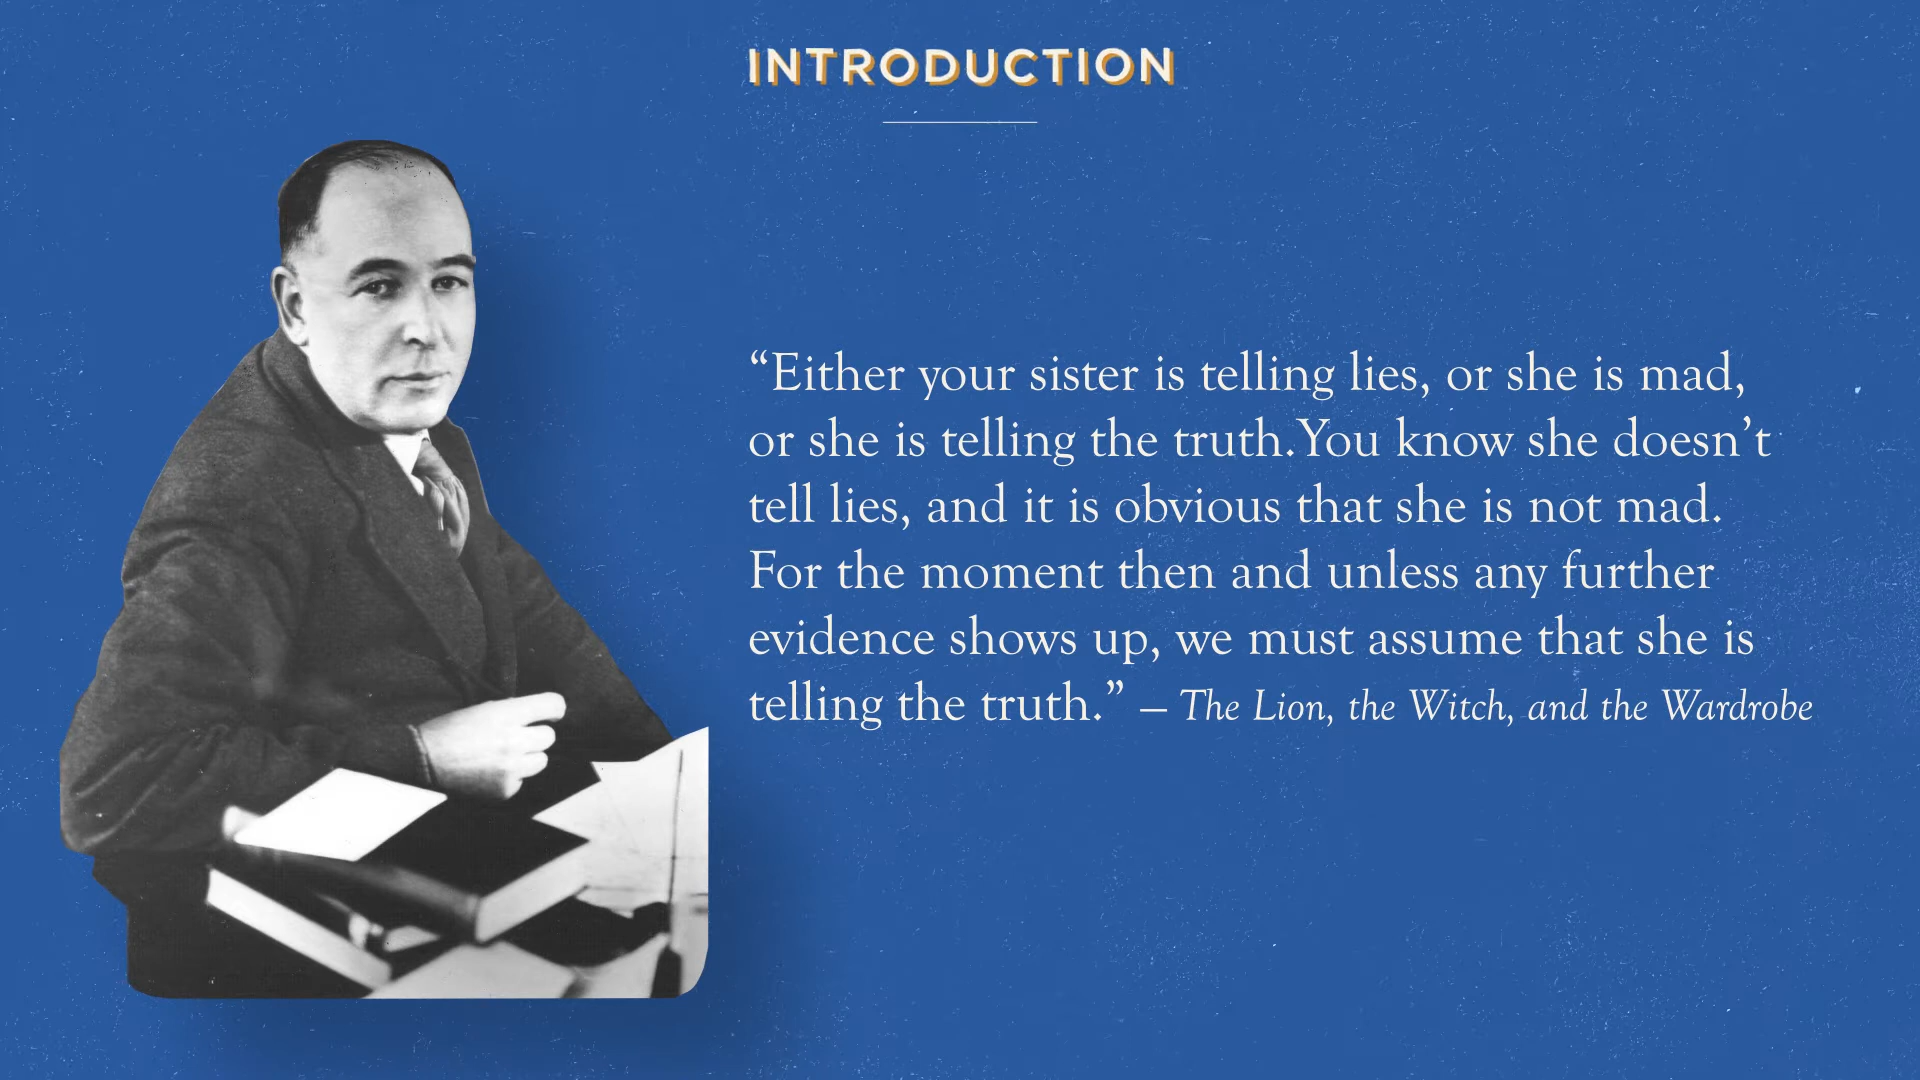 INTRODUCTION
“Either your sister is telling lies, or she is mad,
or she is telling the truth.You know she doesn’t
tell lies, and it is obvious that she is not mad.
For the moment then and unless any further
evidence shows up, we must assume that she is
telling the truth.” – The Lion, the Witch, and the Wardrobe